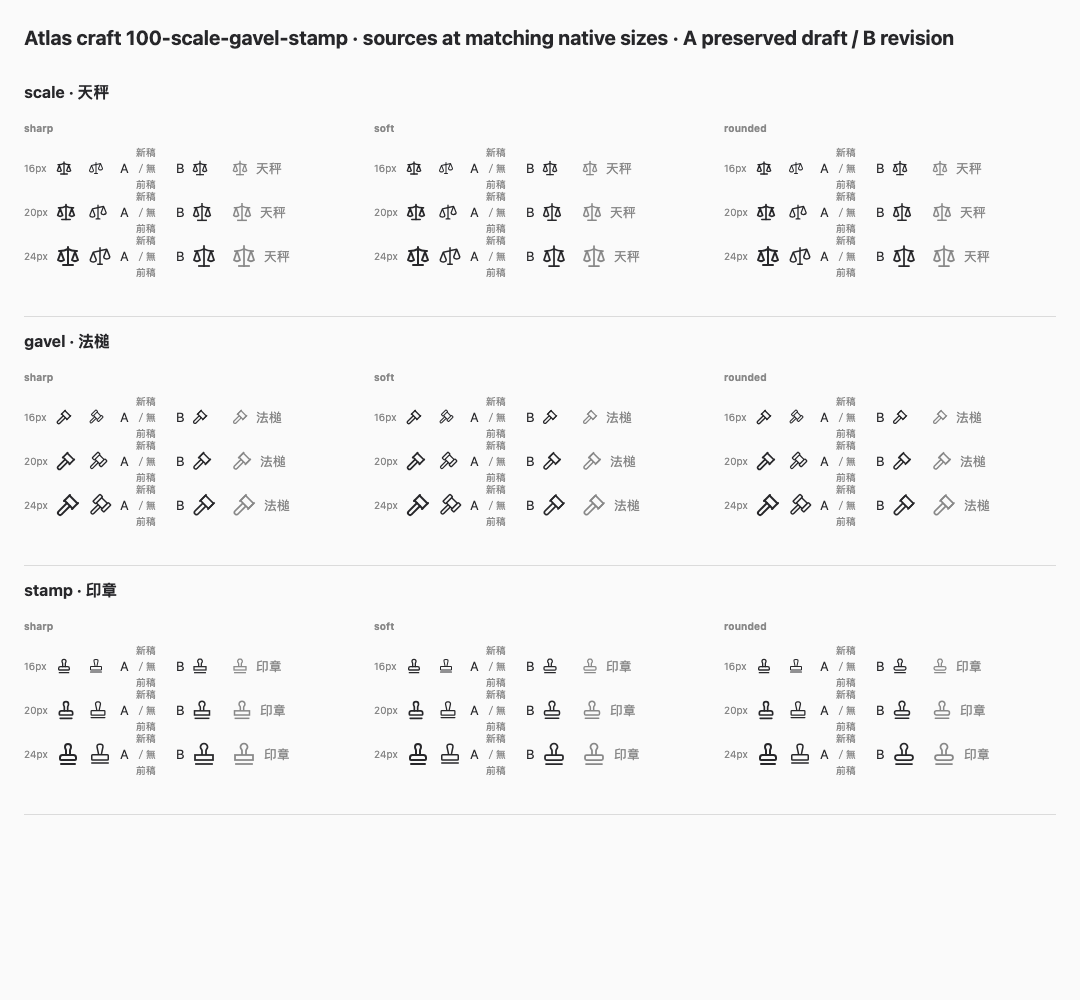 Atlas craft 100-scale-gavel-stamp · sources at matching native sizes · A preserved draft / B revision
scale · 天秤
sharp soft rounded
16px A 新稿 / 無 前稿 B 天秤 16px A 新稿 / 無 前稿 B 天秤 16px A 新稿 / 無 前稿 B 天秤
20px A 新稿 / 無 前稿 B 天秤 20px A 新稿 / 無 前稿 B 天秤 20px A 新稿 / 無 前稿 B 天秤
24px A 新稿 / 無 前稿 B 天秤 24px A 新稿 / 無 前稿 B 天秤 24px A 新稿 / 無 前稿 B 天秤
gavel · 法槌
sharp soft rounded
16px A 新稿 / 無 前稿 B 法槌 16px A 新稿 / 無 前稿 B 法槌 16px A 新稿 / 無 前稿 B 法槌
20px A 新稿 / 無 前稿 B 法槌 20px A 新稿 / 無 前稿 B 法槌 20px A 新稿 / 無 前稿 B 法槌
24px A 新稿 / 無 前稿 B 法槌 24px A 新稿 / 無 前稿 B 法槌 24px A 新稿 / 無 前稿 B 法槌
stamp · 印章
sharp soft rounded
16px A 新稿 / 無 前稿 B 印章 16px A 新稿 / 無 前稿 B 印章 16px A 新稿 / 無 前稿 B 印章
20px A 新稿 / 無 前稿 B 印章 20px A 新稿 / 無 前稿 B 印章 20px A 新稿 / 無 前稿 B 印章
24px A 新稿 / 無 前稿 B 印章 24px A 新稿 / 無 前稿 B 印章 24px A 新稿 / 無 前稿 B 印章